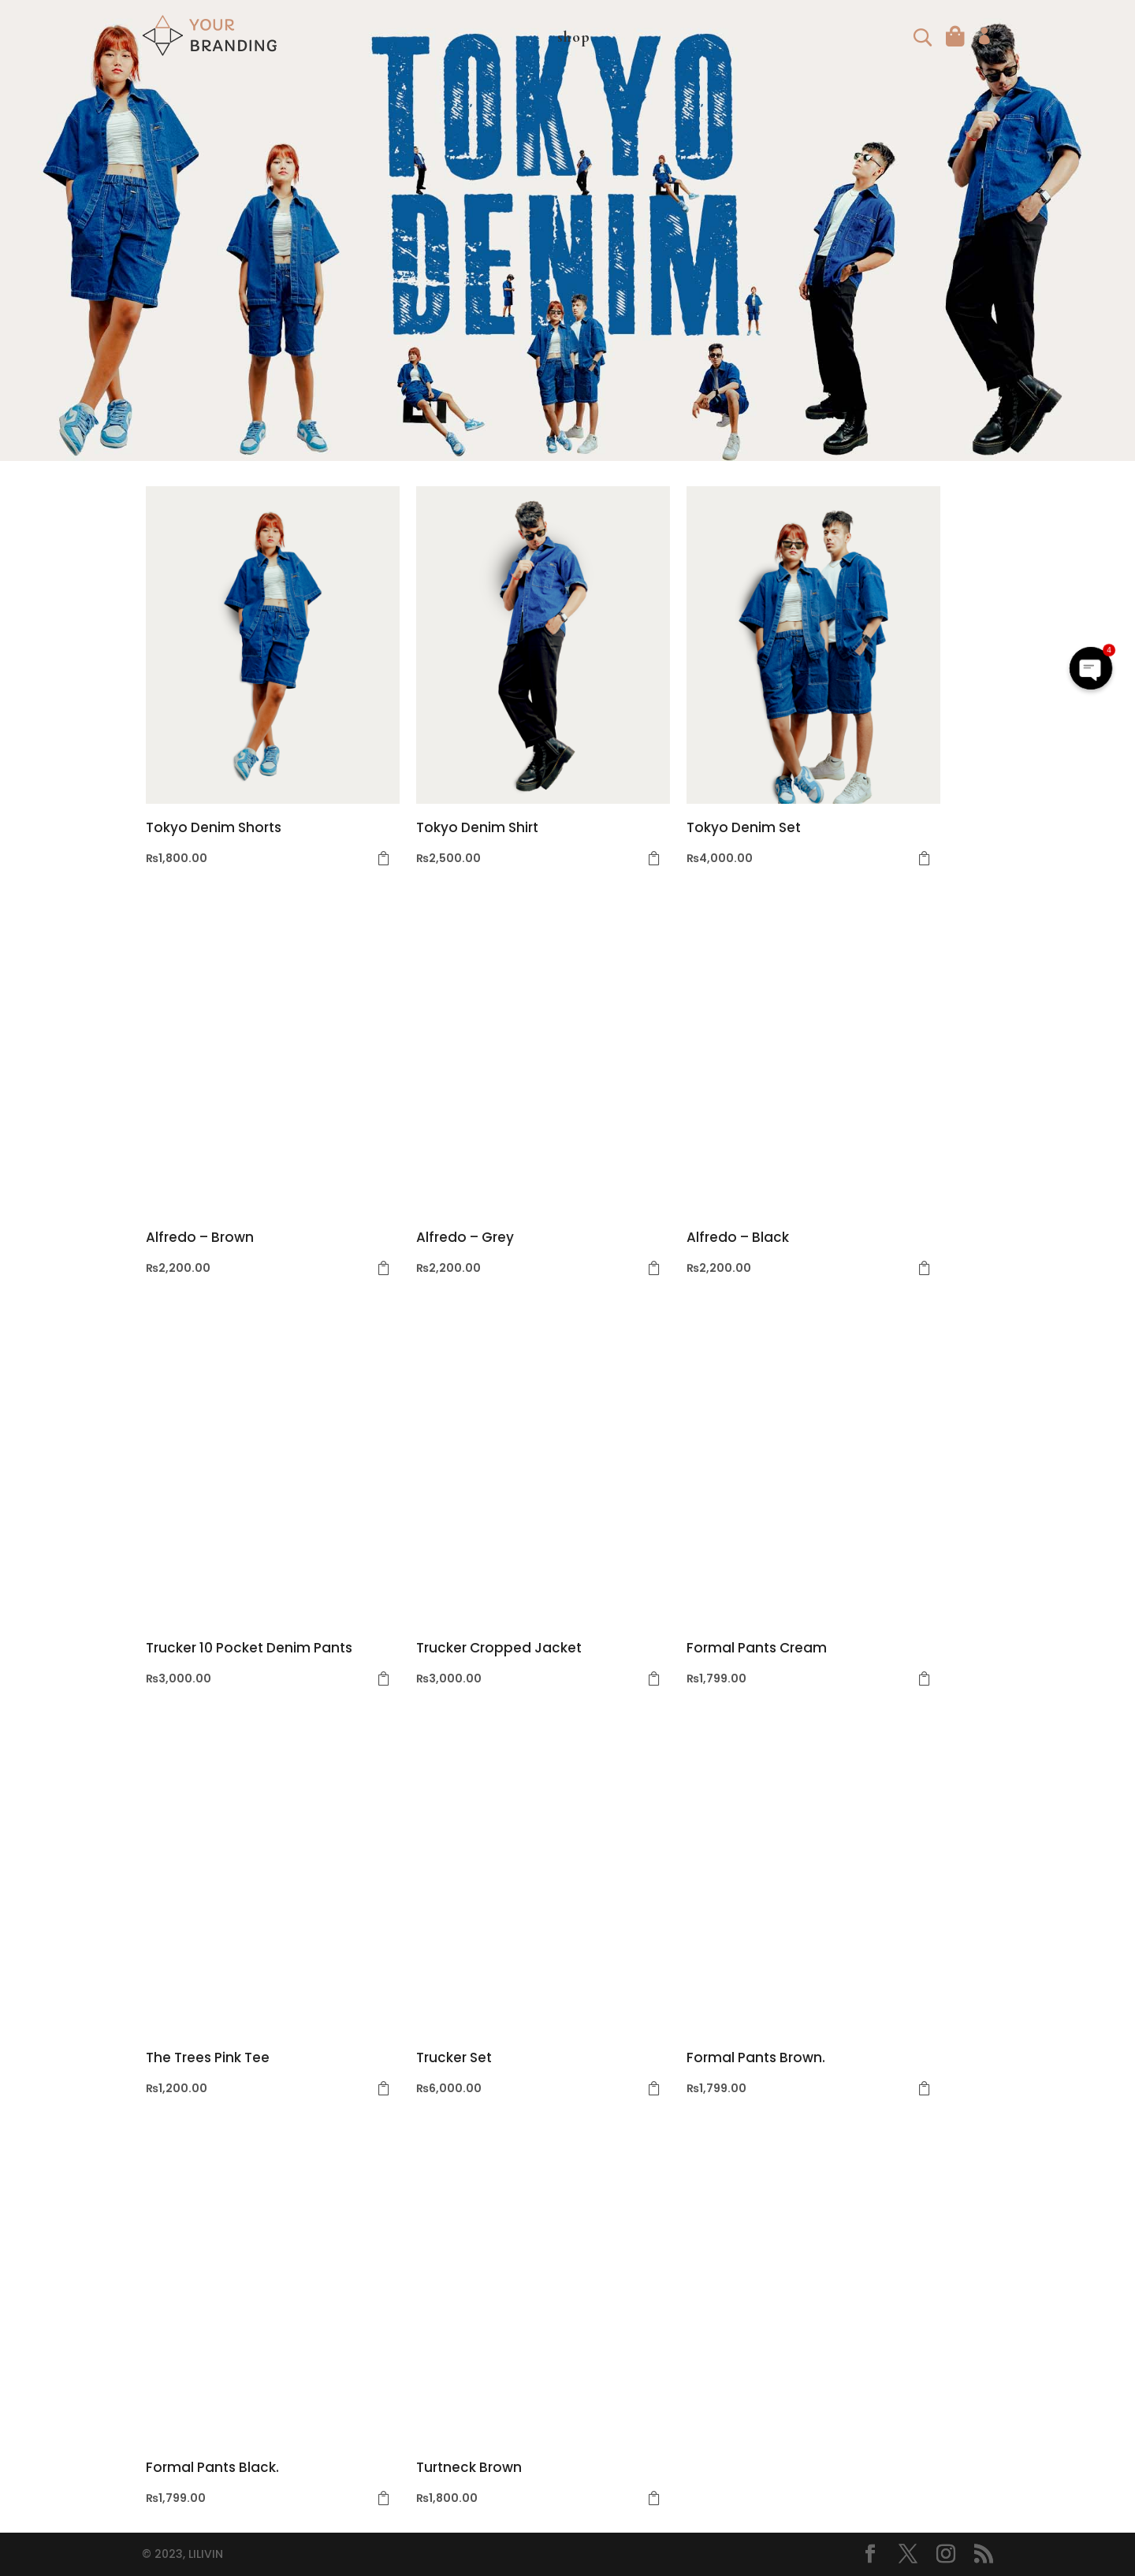 YOUR
BRANDING
shop
TOKYO
DENIM
4
Tokyo Denim Shorts
Tokyo Denim Shirt
Tokyo Denim Set
₨1,800.00
₨2,500.00
₨4,000.00
Alfredo – Brown
Alfredo – Grey
Alfredo – Black
₨2,200.00
₨2,200.00
₨2,200.00
Trucker 10 Pocket Denim Pants
Trucker Cropped Jacket
Formal Pants Cream
₨3,000.00
₨3,000.00
₨1,799.00
The Trees Pink Tee
Trucker Set
Formal Pants Brown.
₨1,200.00
₨6,000.00
₨1,799.00
Formal Pants Black.
Turtneck Brown
₨1,799.00
₨1,800.00
© 2023, LILIVIN